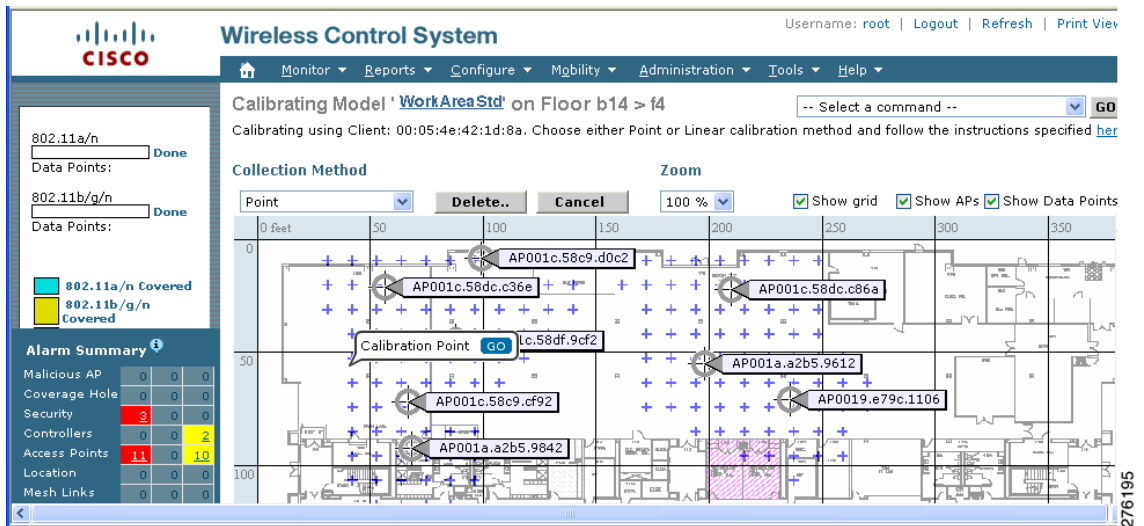 CISCO
Wireless Control System
Username: root | Logout | Refresh | Print View
Monitor Reports Configure Mobility Administration Tools Help
Calibrating Model ' WorkAreaStd' on Floor b14 > f4
-- Select a command --
GO
Calibrating using Client: 00:05:4e:42:1d:8a. Choose either Point or Linear calibration method and follow the instructions specified
802.11a/n
Done
Data Points:
802.11b/g/n
Done
Data Points:
802.11a/n Covered
802.11b/g/n Covered
Collection Method
Zoom
Point
Delete..
Cancel
100 %
Show grid
Show APs
Show Data Points
0 feet 50 100 150 200 250 300 350
0
50
100
AP001c.58c9.d0c2
AP001c.58dc.c36e
AP001c.58dc.c86a
Calibration Point GO
1c.58df.9cf2
AP001a.a2b5.9612
AP001c.58c9.cf92
AP0019.e79c.1106
AP001a.a2b5.9842
Alarm Summary
Malicious AP 0 0 0
Coverage Hole 0 0 0
Security 3 0 0
Controllers 0 0 2
Access Points 11 0 10
Location 0 0 0
Mesh Links 0 0 0
276195